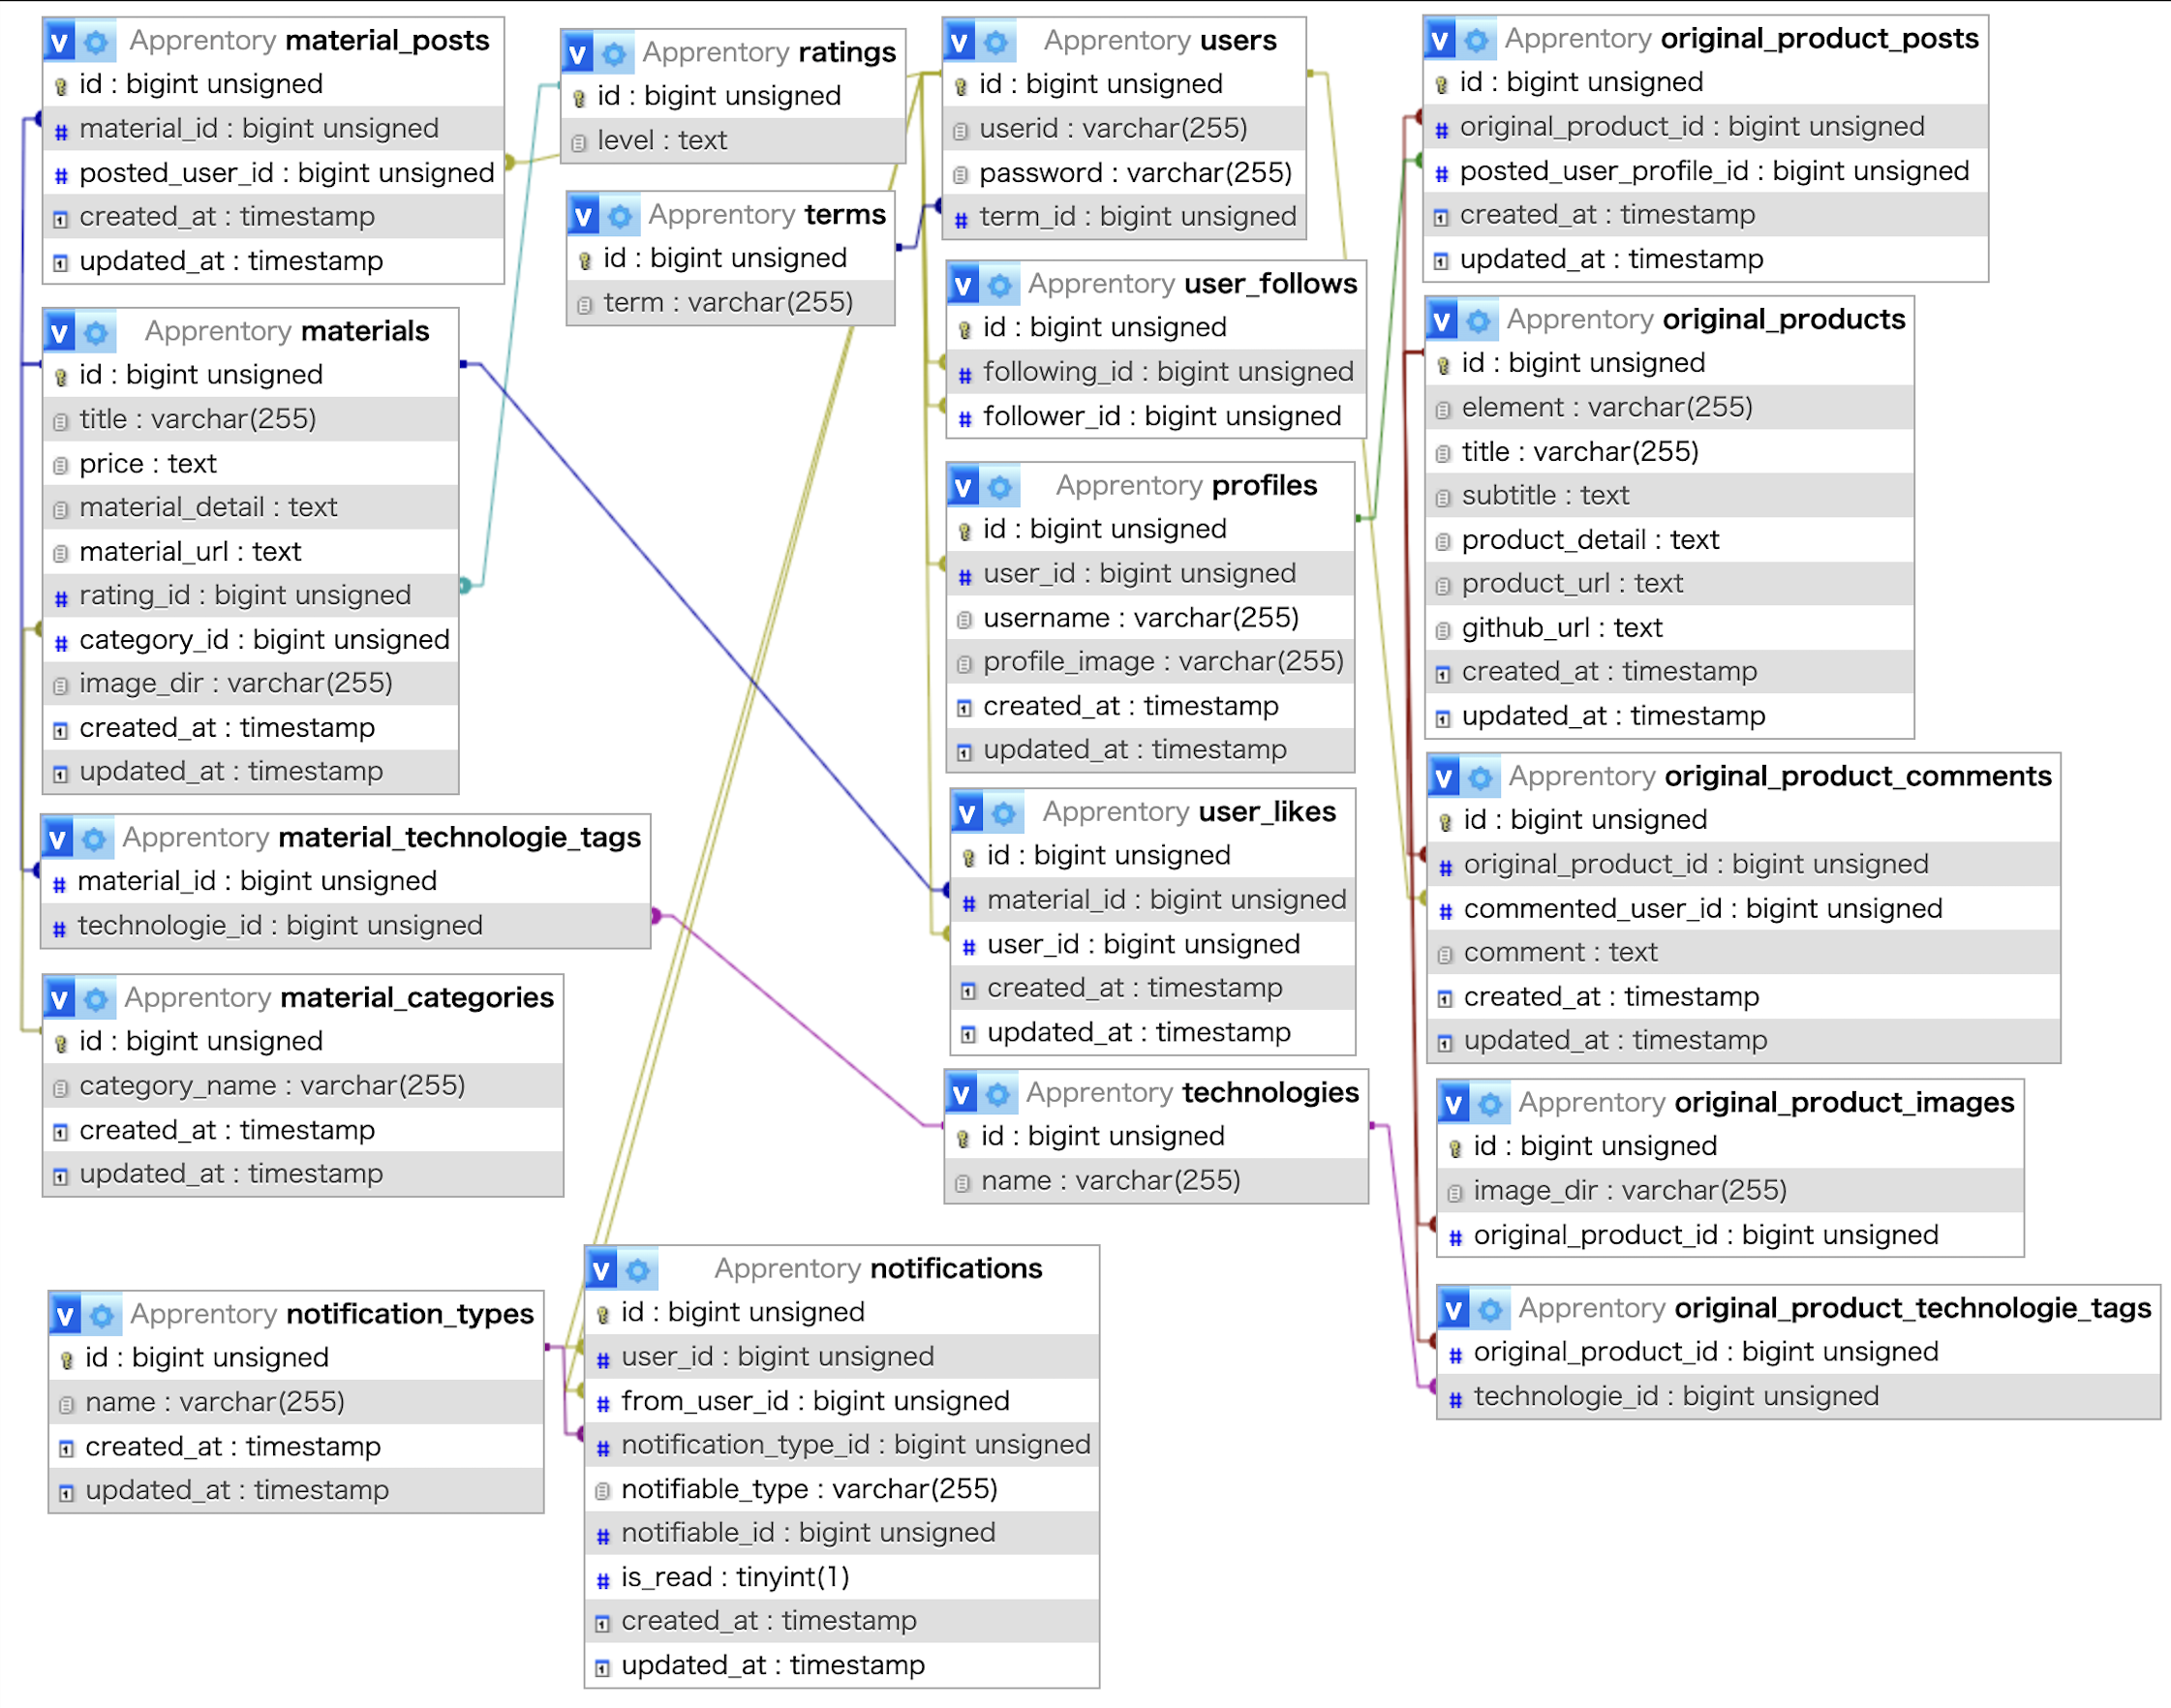 Apprentory material_posts
id : bigint unsigned
material_id : bigint unsigned
posted_user_id : bigint unsigned
created_at : timestamp
updated_at : timestamp
Apprentory materials
id : bigint unsigned
title : varchar(255)
price : text
material_detail : text
material_url : text
rating_id : bigint unsigned
category_id : bigint unsigned
image_dir : varchar(255)
created_at : timestamp
updated_at : timestamp
Apprentory material_technologie_tags
material_id : bigint unsigned
technologie_id : bigint unsigned
Apprentory material_categories
id : bigint unsigned
category_name : varchar(255)
created_at : timestamp
updated_at : timestamp
Apprentory notification_types
id : bigint unsigned
name : varchar(255)
created_at : timestamp
updated_at : timestamp
Apprentory ratings
id : bigint unsigned
level : text
Apprentory terms
id : bigint unsigned
term : varchar(255)
Apprentory notifications
id : bigint unsigned
user_id : bigint unsigned
from_user_id : bigint unsigned
notification_type_id : bigint unsigned
notifiable_type : varchar(255)
notifiable_id : bigint unsigned
is_read : tinyint(1)
created_at : timestamp
updated_at : timestamp
Apprentory users
id : bigint unsigned
userid : varchar(255)
password : varchar(255)
term_id : bigint unsigned
Apprentory user_follows
id : bigint unsigned
following_id : bigint unsigned
follower_id : bigint unsigned
Apprentory profiles
id : bigint unsigned
user_id : bigint unsigned
username : varchar(255)
profile_image : varchar(255)
created_at : timestamp
updated_at : timestamp
Apprentory user_likes
id : bigint unsigned
material_id : bigint unsigned
user_id : bigint unsigned
created_at : timestamp
updated_at : timestamp
Apprentory technologies
id : bigint unsigned
name : varchar(255)
Apprentory original_product_posts
id : bigint unsigned
original_product_id : bigint unsigned
posted_user_profile_id : bigint unsigned
created_at : timestamp
updated_at : timestamp
Apprentory original_products
id : bigint unsigned
element : varchar(255)
title : varchar(255)
subtitle : text
product_detail : text
product_url : text
github_url : text
created_at : timestamp
updated_at : timestamp
Apprentory original_product_comments
id : bigint unsigned
original_product_id : bigint unsigned
commented_user_id : bigint unsigned
comment : text
created_at : timestamp
updated_at : timestamp
Apprentory original_product_images
id : bigint unsigned
image_dir : varchar(255)
original_product_id : bigint unsigned
Apprentory original_product_technologie_tags
original_product_id : bigint unsigned
technologie_id : bigint unsigned